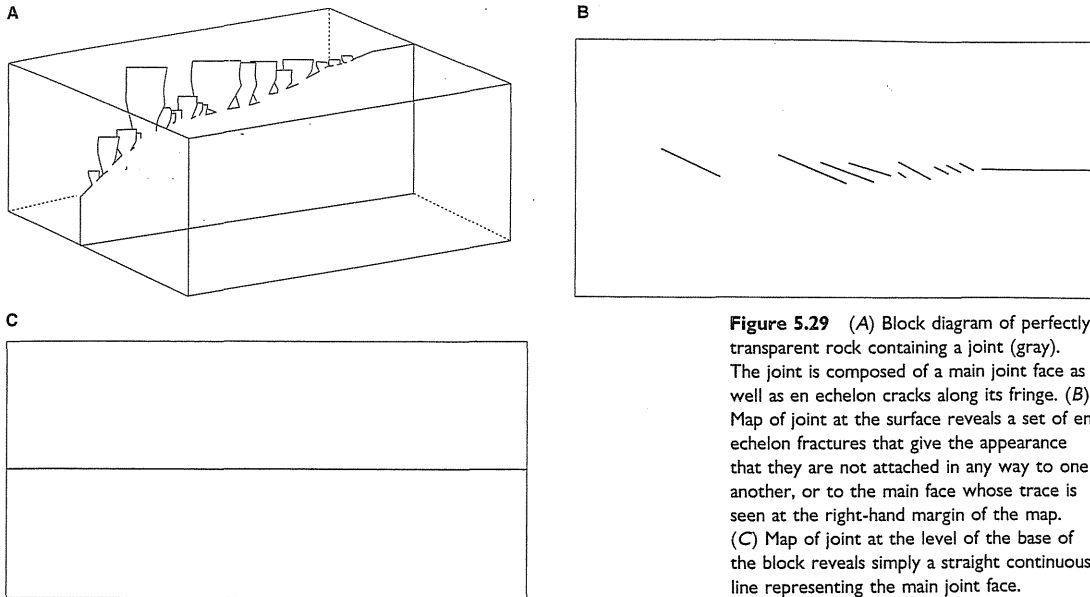 A
B
C
Figure 5.29 (A) Block diagram of perfectly
transparent rock containing a joint (gray).
The joint is composed of a main joint face as
well as en echelon cracks along its fringe. (B)
Map of joint at the surface reveals a set of en
echelon fractures that give the appearance
that they are not attached in any way to one
another, or to the main face whose trace is
seen at the right-hand margin of the map.
(C) Map of joint at the level of the base of
the block reveals simply a straight continuous
line representing the main joint face.